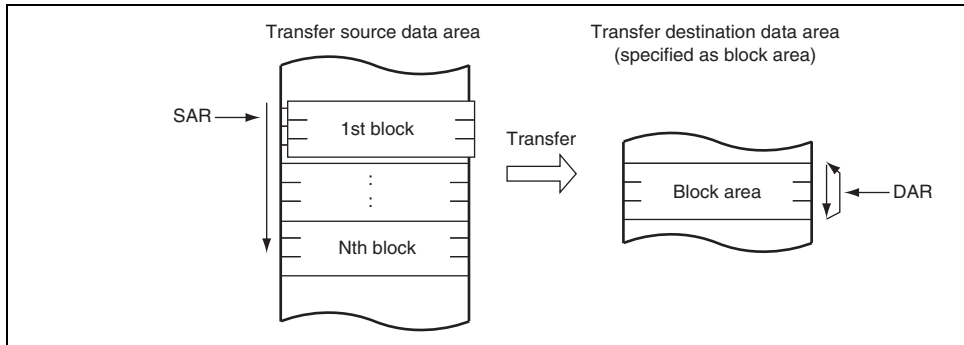 Transfer source data area
Transfer destination data area
(specified as block area)
SAR
1st block
Transfer
Block area
DAR
⋮
Nth block